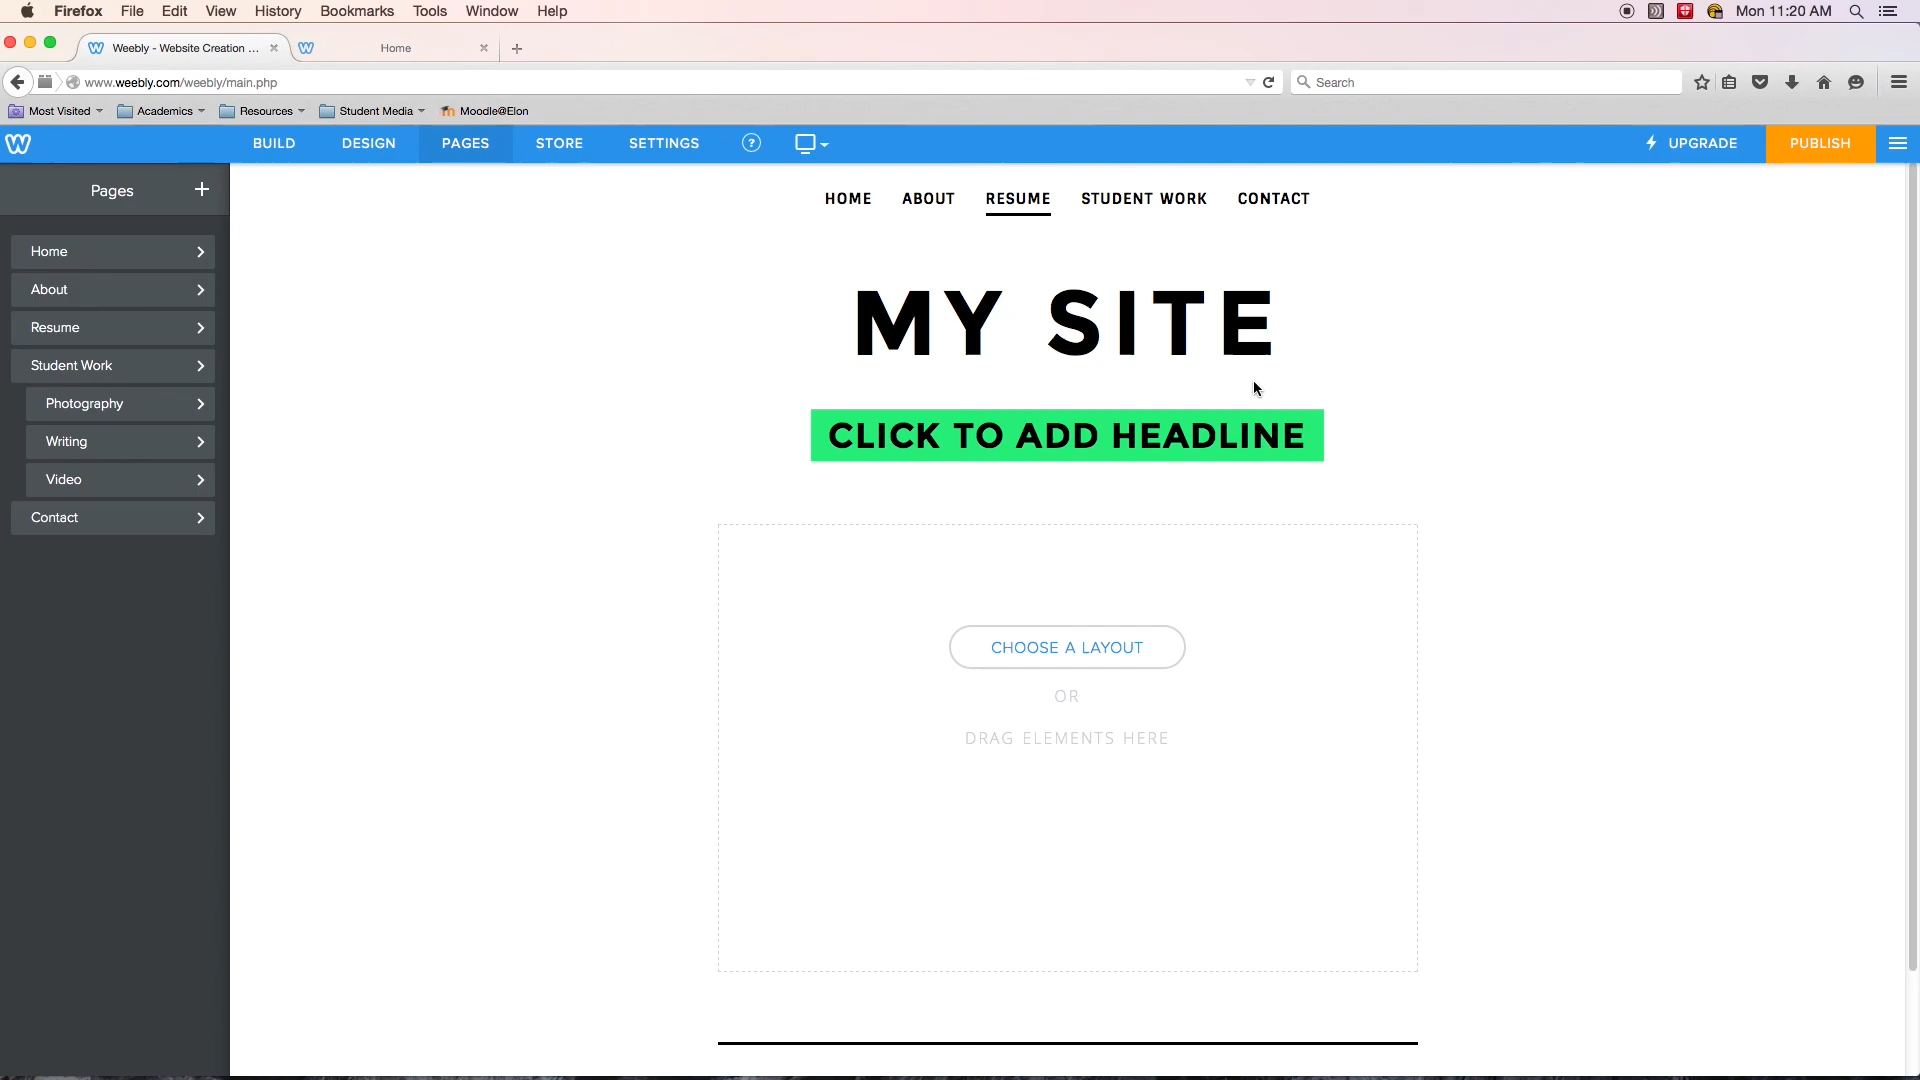 Firefox File Edit View History Bookmarks Tools Window Help Mon 11:20 AM
Weebly - Website Creation ... Home
www.weebly.com/weebly/main.php Search
Most Visited Academics Resources Student Media Moodle@Elon
BUILD DESIGN PAGES STORE SETTINGS ? UPGRADE PUBLISH
Pages +
Home
About
Resume
Student Work
Photography
Writing
Video
Contact
HOME ABOUT RESUME STUDENT WORK CONTACT
MY SITE
CLICK TO ADD HEADLINE
CHOOSE A LAYOUT
OR
DRAG ELEMENTS HERE